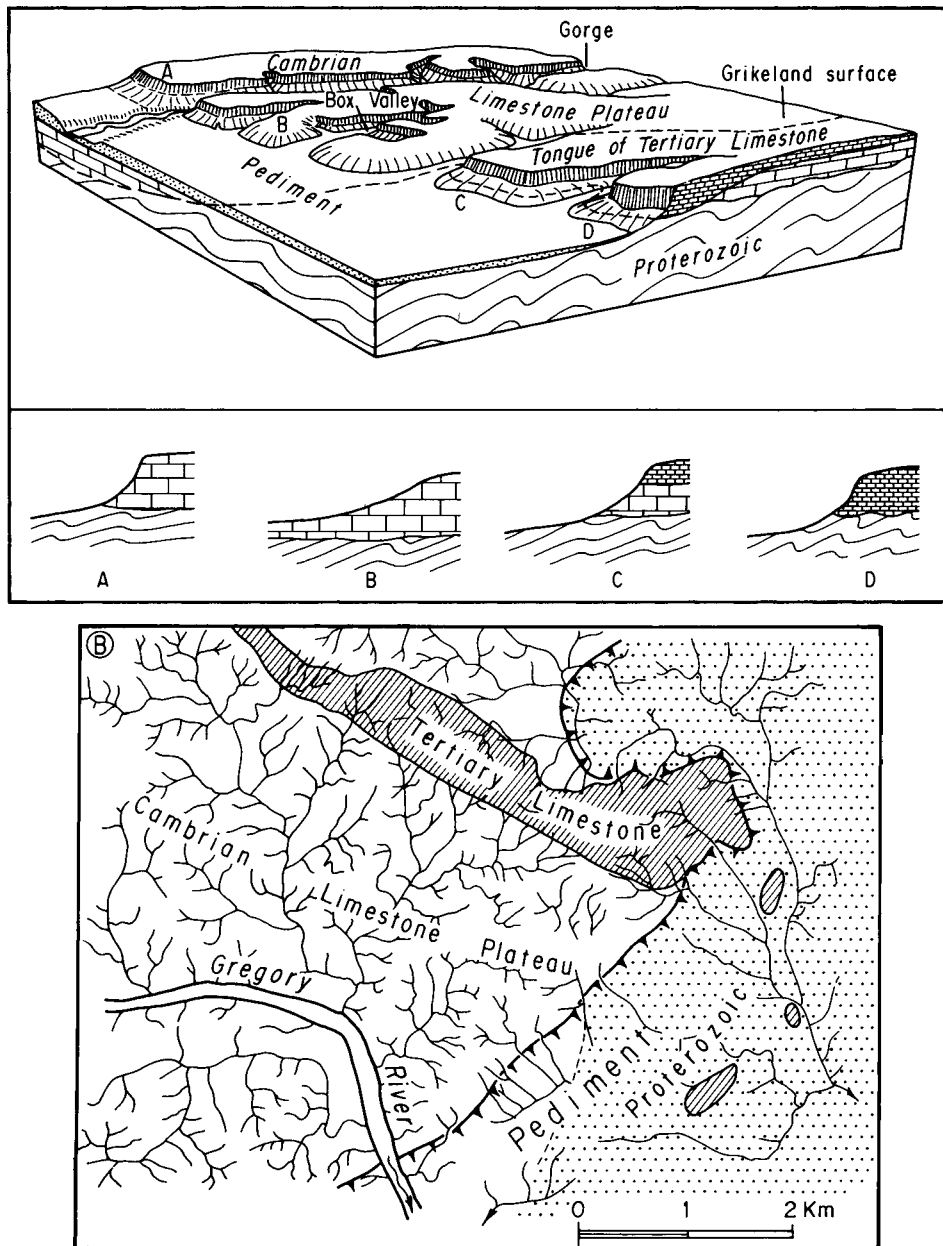 Gorge
A
Cambrian
Grikeland surface
Box Valley
Limestone Plateau
B
Tongue of Tertiary Limestone
Pediment
C
D
Proterozoic
A
B
C
D
B
Tertiary
Limestone
Cambrian
Limestone
Plateau
Gregory
River
Pediment
Proterozoic
0 1 2 Km